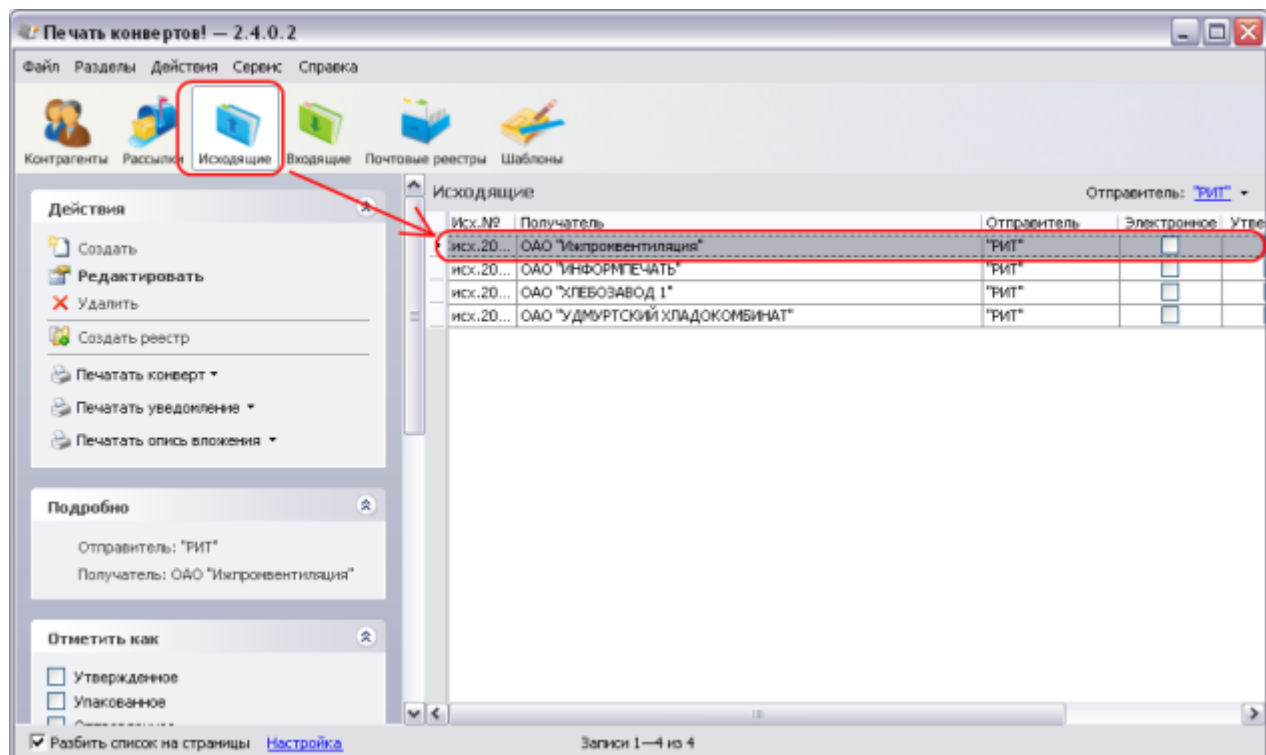 Печать конвертов! — 2.4.0.2
Файл Разделы Действия Сервис Справка
Контрагенты Рассылки Исходящие Входящие Почтовые реестры Шаблоны
Действия
Создать
Редактировать
Удалить
Создать реестр
Печатать конверт
Печатать уведомление
Печатать опись вложения
Подробно
Отправитель: "РИТ"
Получатель: ОАО "Ижпромвентиляция"
Отметить как
Утвержденное
Упакованное
Исходящие Отправитель: "РИТ"
Исх.№ Получатель Отправитель Электронное Утве
исх.20... ОАО "Ижпромвентиляция" "РИТ"
исх.20... ОАО "ИНФОРМПЕЧАТЬ" "РИТ"
исх.20... ОАО "ХЛЕБОЗАВОД 1" "РИТ"
исх.20... ОАО "УДМУРТСКИЙ ХЛАДОКОМБИНАТ" "РИТ"
Разбить список на страницы Настройка Записи 1—4 из 4